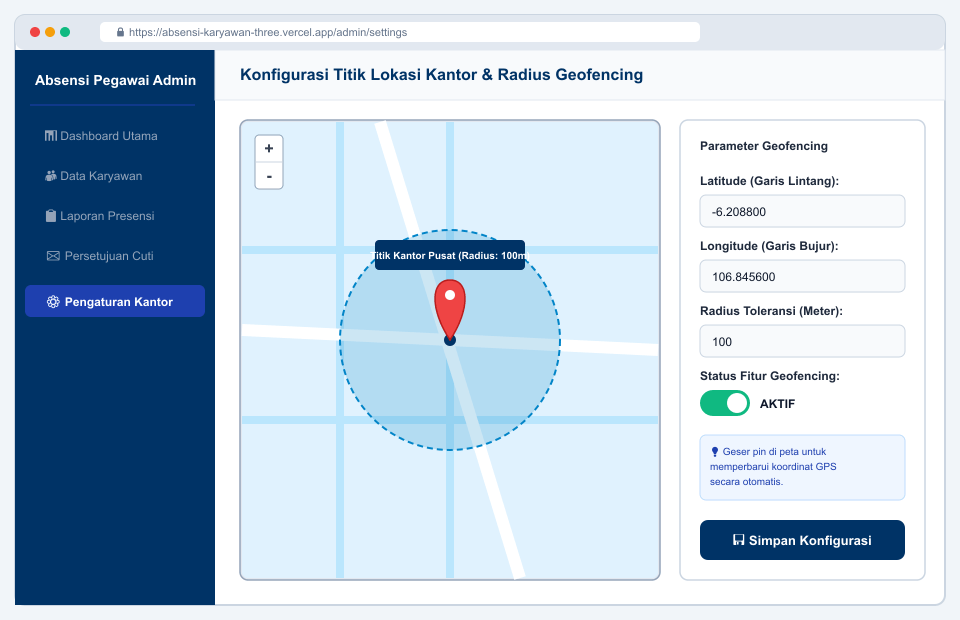 https://absensi-karyawan-three.vercel.app/admin/settings
Absensi Pegawai Admin
Dashboard Utama
Data Karyawan
Laporan Presensi
Persetujuan Cuti
Pengaturan Kantor
Konfigurasi Titik Lokasi Kantor & Radius Geofencing
+
-
Titik Kantor Pusat (Radius: 100m
Parameter Geofencing
Latitude (Garis Lintang):
-6.208800
Longitude (Garis Bujur):
106.845600
Radius Toleransi (Meter):
100
Status Fitur Geofencing:
AKTIF
Geser pin di peta untuk
memperbarui koordinat GPS
secara otomatis.
Simpan Konfigurasi